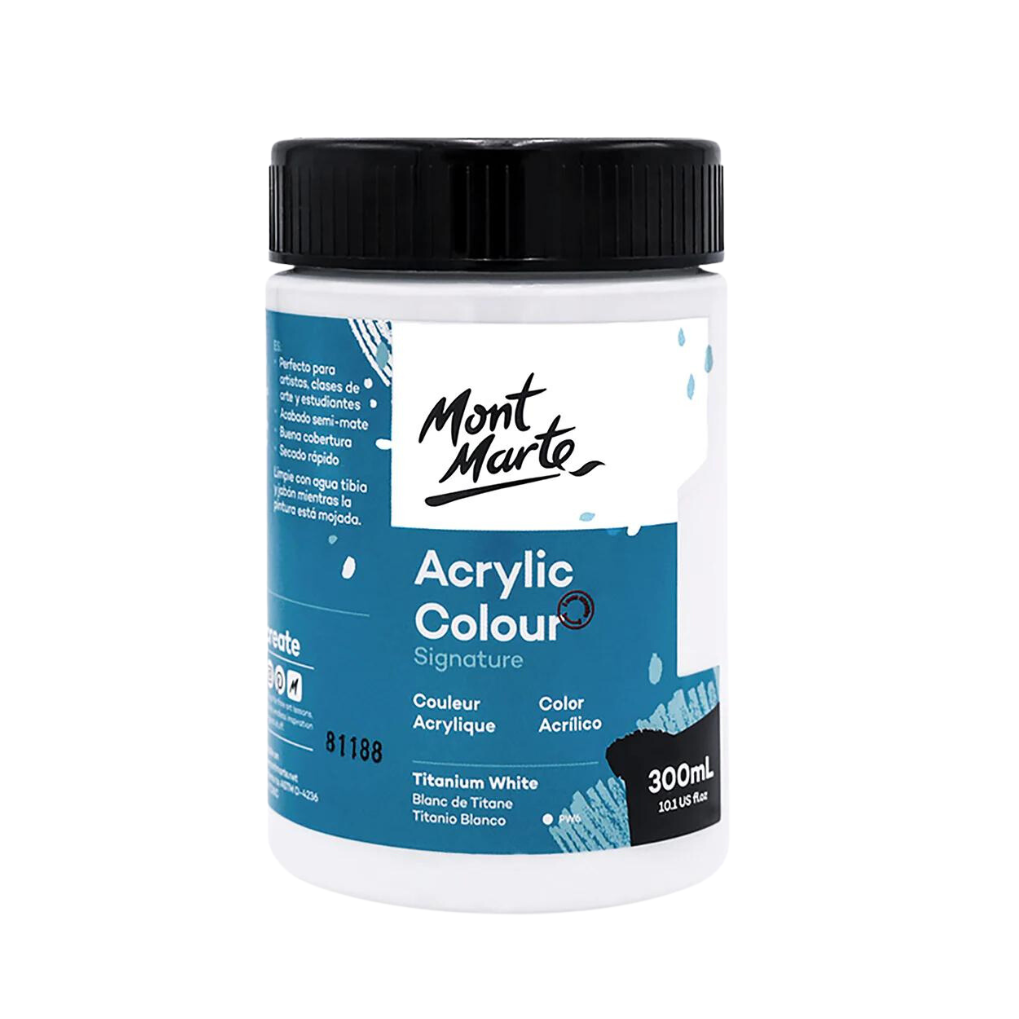 ES:
- Perfecto para
artistas, clases de
arte y estudiantes
- Acabado semi-mate
- Buena cobertura
- Secado rápido
Limpie con agua tibia
y jabón mientras la
pintura está mojada.
81188
Mont
Marte
Acrylic
Colour
Signature
Couleur
Acrylique
Color
Acrílico
Titanium White
Blanc de Titane
Titanio Blanco
PW6
300mL
10.1 US fl.oz